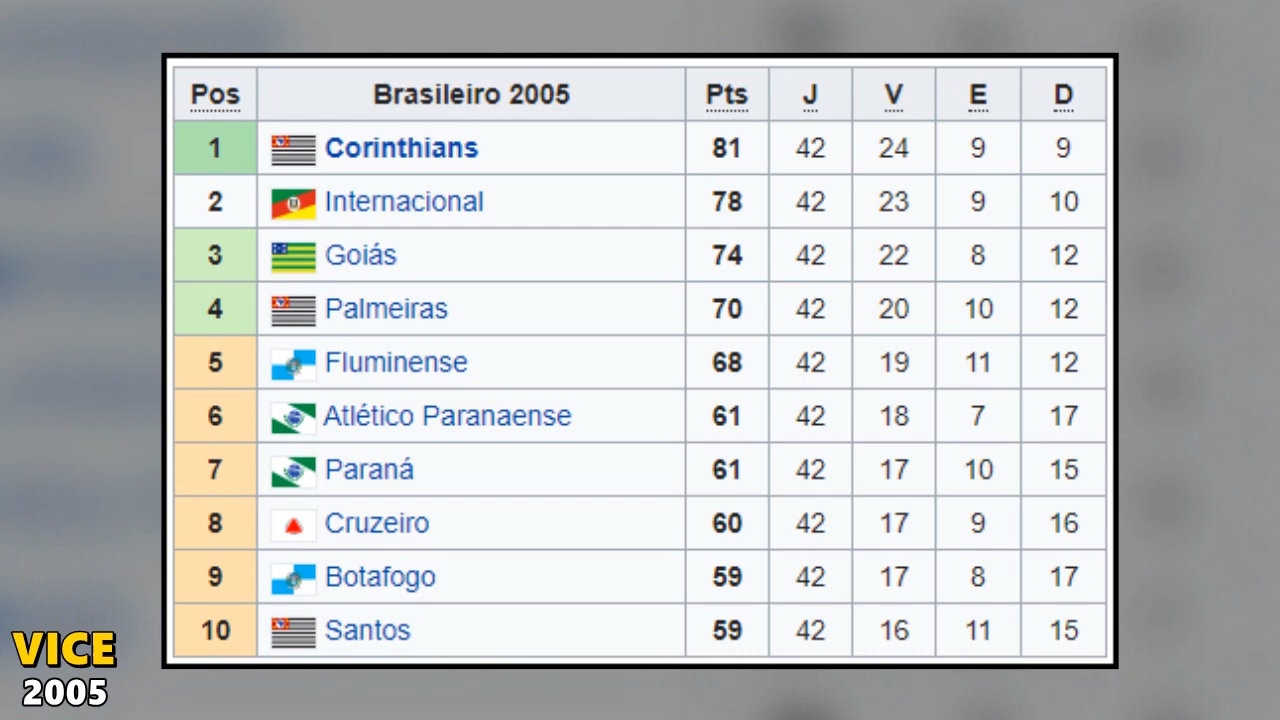 Pos Brasileiro 2005 Pts J V E D
1 Corinthians 81 42 24 9 9
2 Internacional 78 42 23 9 10
3 Goiás 74 42 22 8 12
4 Palmeiras 70 42 20 10 12
5 Fluminense 68 42 19 11 12
6 Atlético Paranaense 61 42 18 7 17
7 Paraná 61 42 17 10 15
8 Cruzeiro 60 42 17 9 16
9 Botafogo 59 42 17 8 17
10 Santos 59 42 16 11 15
VICE
2005